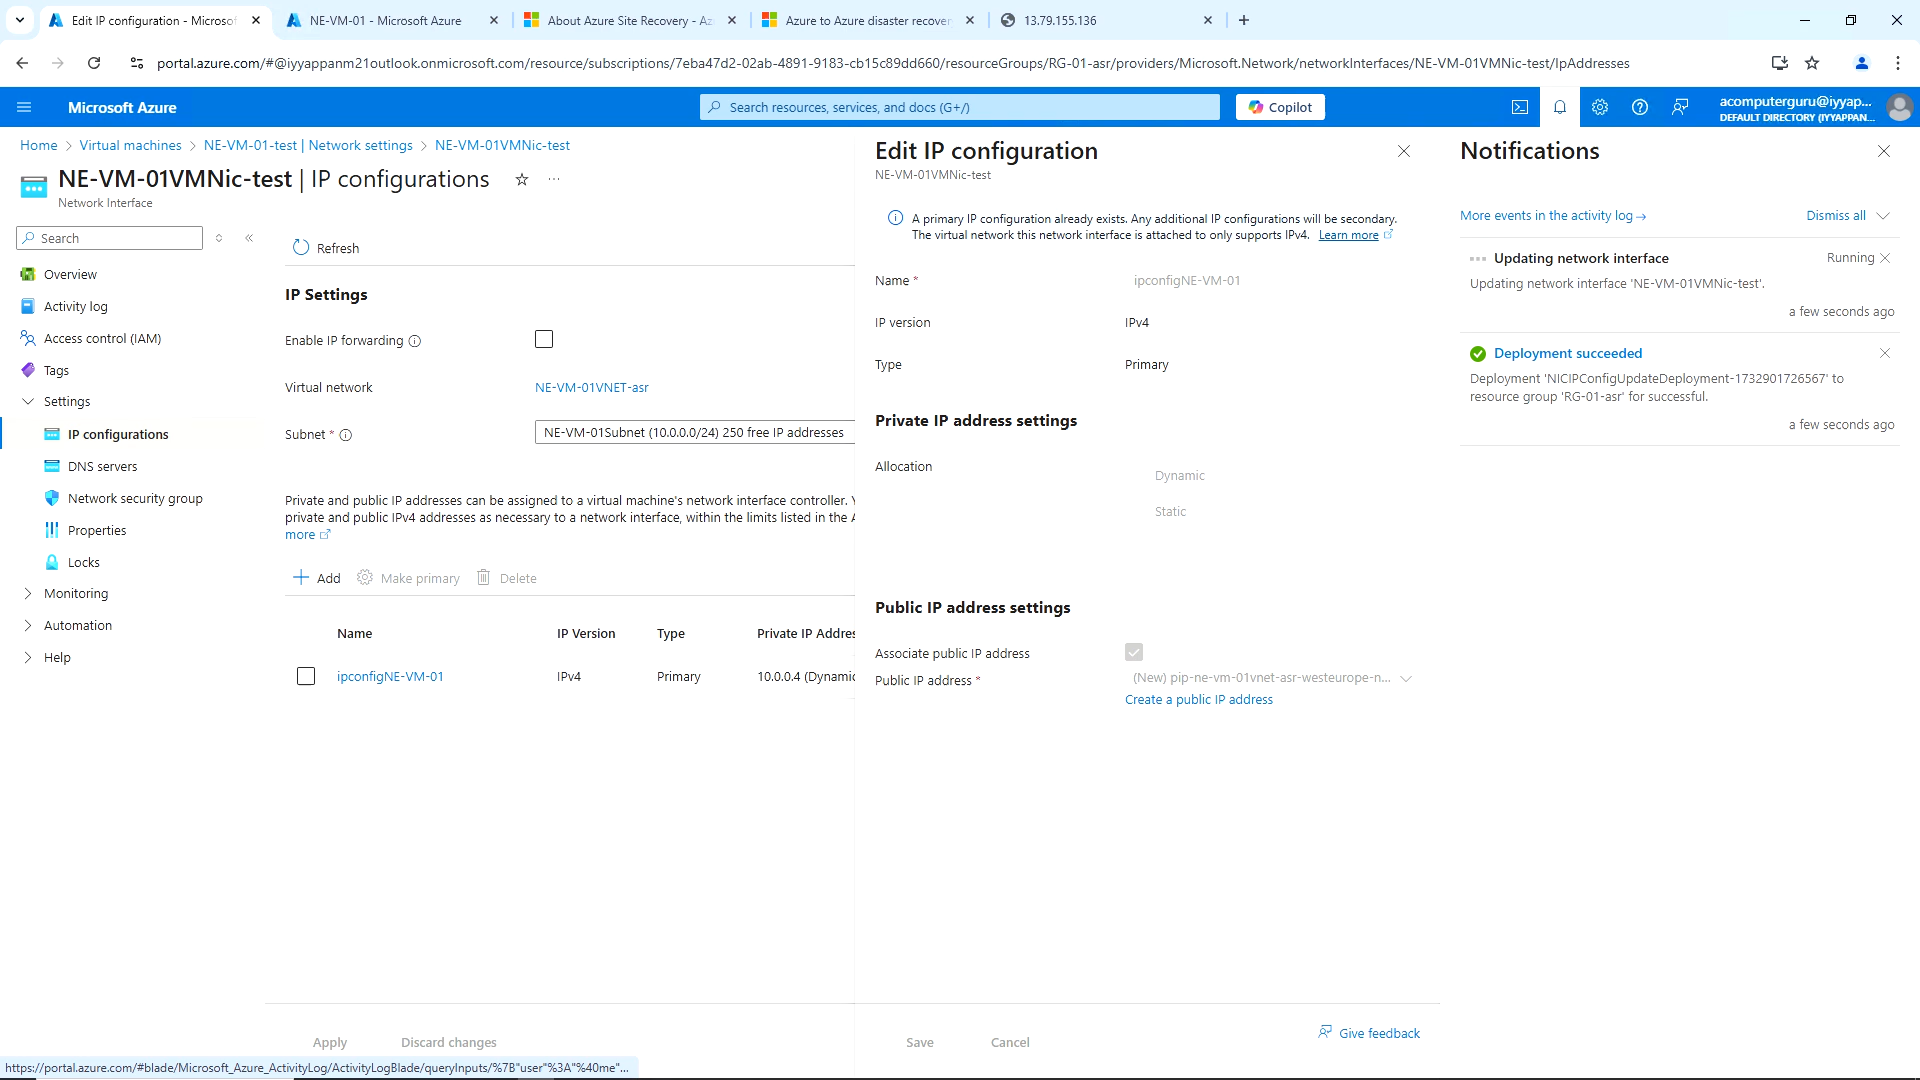 Edit IP configuration - Microsof
NE-VM-01 - Microsoft Azure
About Azure Site Recovery - Az
Azure to Azure disaster recover
13.79.155.136
portal.azure.com/#@iyyappanm21outlook.onmicrosoft.com/resource/subscriptions/7eba47d2-02ab-4891-9183-cb15c89dd660/resourceGroups/RG-01-asr/providers/Microsoft.Network/networkInterfaces/NE-VM-01VMNic-test/IpAddresses
Microsoft Azure
Search resources, services, and docs (G+/)
Copilot
acomputerguru@iyyap...
DEFAULT DIRECTORY (IYYAPPAN...
Home > Virtual machines > NE-VM-01-test | Network settings > NE-VM-01VMNic-test
NE-VM-01VMNic-test | IP configurations
Network Interface
Search
Overview
Activity log
Access control (IAM)
Tags
Settings
IP configurations
DNS servers
Network security group
Properties
Locks
Monitoring
Automation
Help
Refresh
IP Settings
Enable IP forwarding
Virtual network
NE-VM-01VNET-asr
Subnet *
NE-VM-01Subnet (10.0.0.0/24) 250 free IP addresses
Private and public IP addresses can be assigned to a virtual machine's network interface controller. Y
private and public IPv4 addresses as necessary to a network interface, within the limits listed in the A
more
Add
Make primary
Delete
Name
IP Version
Type
Private IP Addres
ipconfigNE-VM-01
IPv4
Primary
10.0.0.4 (Dynamic
Apply
Discard changes
Edit IP configuration
NE-VM-01VMNic-test
A primary IP configuration already exists. Any additional IP configurations will be secondary.
The virtual network this network interface is attached to only supports IPv4. Learn more
Name *
ipconfigNE-VM-01
IP version
IPv4
Type
Primary
Private IP address settings
Allocation
Dynamic
Static
Public IP address settings
Associate public IP address
Public IP address *
(New) pip-ne-vm-01vnet-asr-westeurope-n...
Create a public IP address
Save
Cancel
Give feedback
Notifications
More events in the activity log →
Dismiss all
Updating network interface
Running
Updating network interface 'NE-VM-01VMNic-test'.
a few seconds ago
Deployment succeeded
Deployment 'NICIPConfigUpdateDeployment-1732901726567' to
resource group 'RG-01-asr' for successful.
a few seconds ago
https://portal.azure.com/#blade/Microsoft_Azure_ActivityLog/ActivityLogBlade/queryInputs/%7B"user"%3A"%40me"...